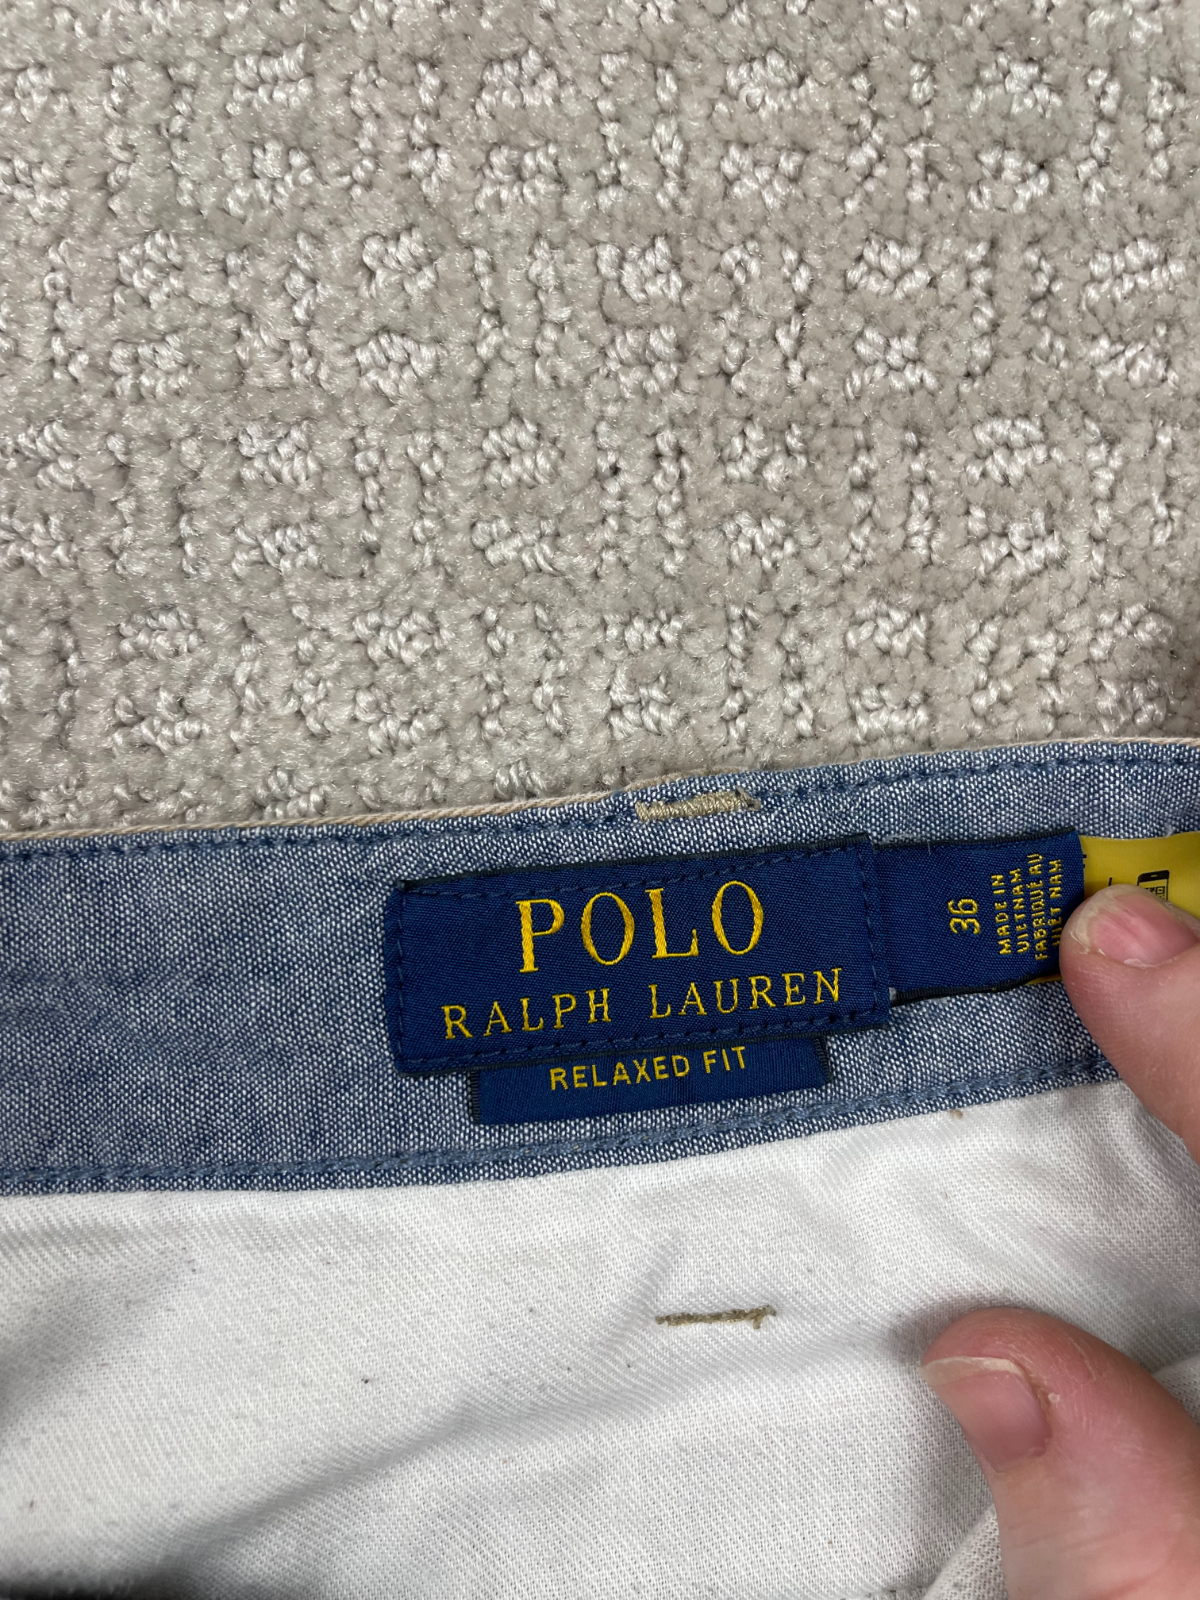 POLO
RALPH LAUREN
RELAXED FIT
36
MADE IN
VIETNAM
FABRIQUÉ AU
VIET NAM